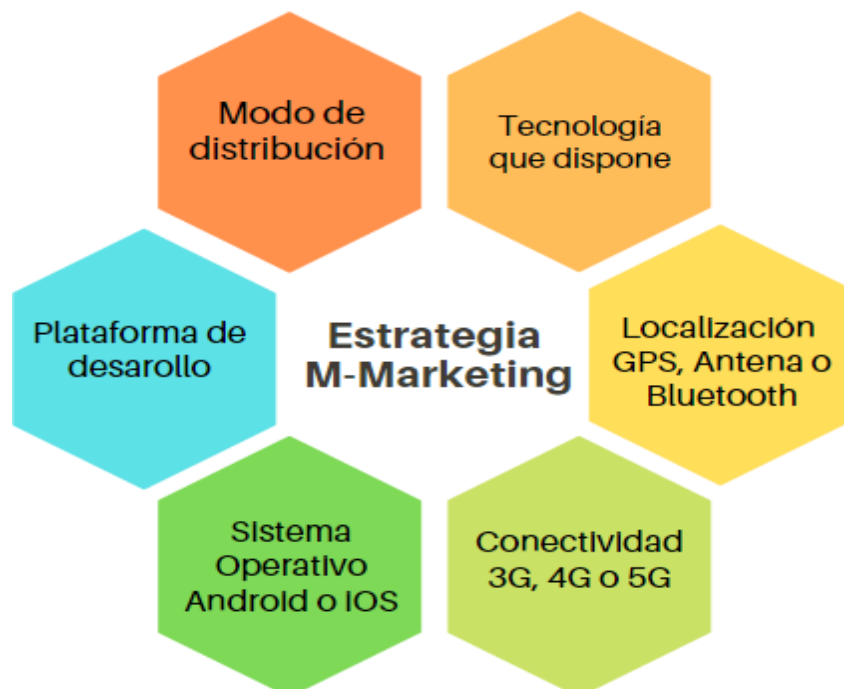 Modo de
distribución
Tecnología
que dispone
Plataforma de
desarollo
Estrategia
M-Marketing
Localización
GPS, Antena o
Bluetooth
Sistema
Operativo
Android o IOS
Conectividad
3G, 4G o 5G